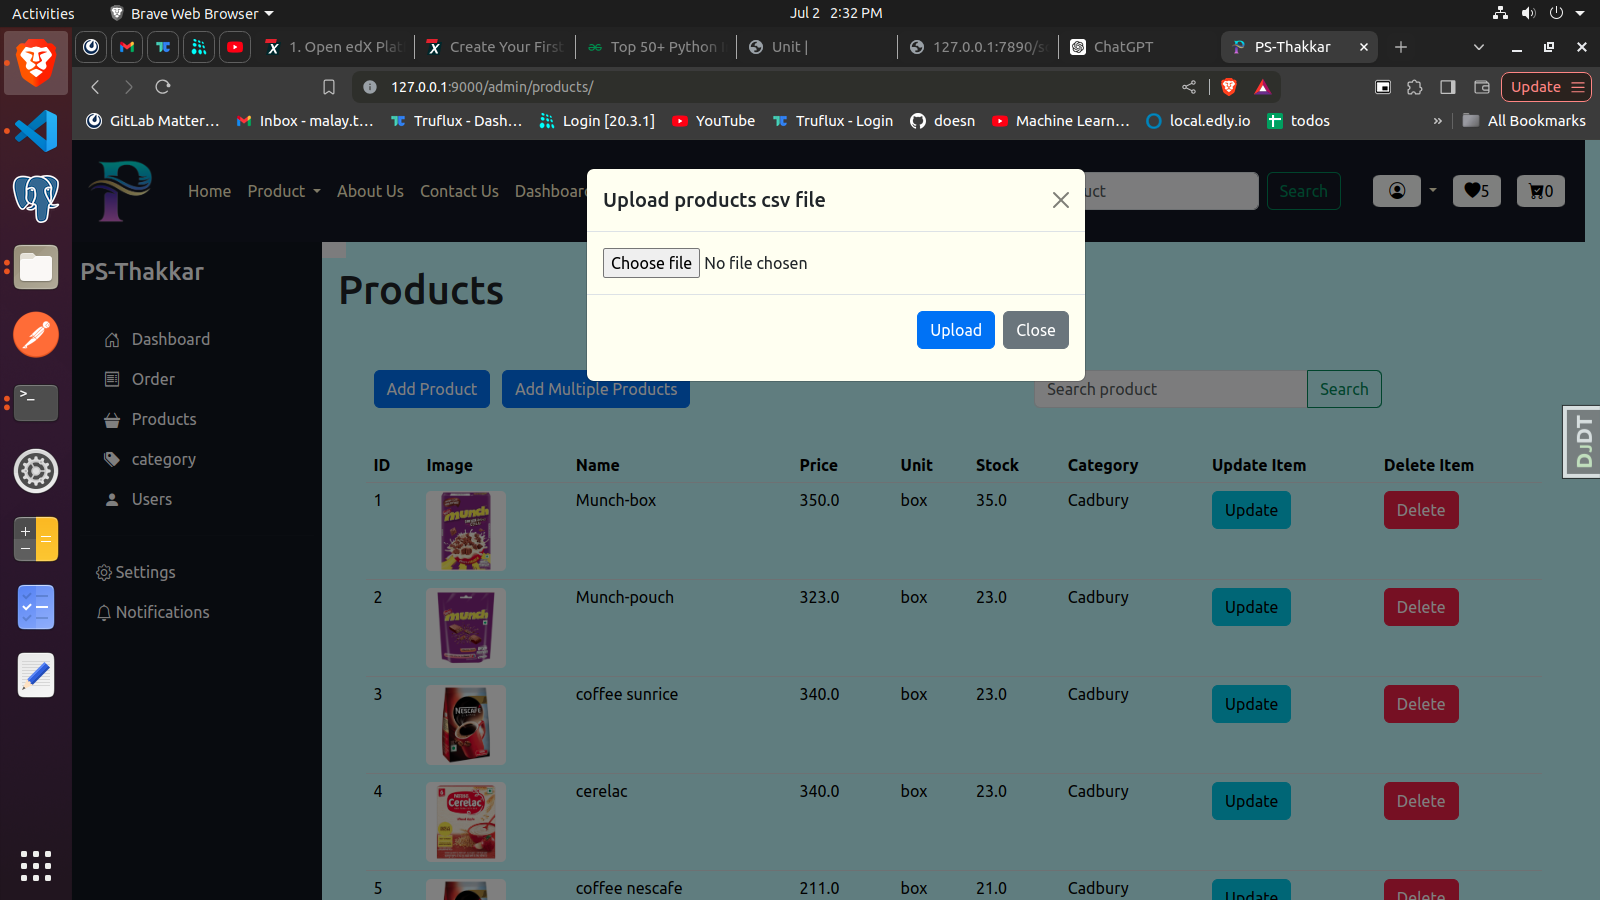 Activities
Brave Web Browser
Jul 2 2:32 PM
1. Open edX Pla
Create Your First
Top 50+ Python
Unit |
127.0.0.1:7890/s
ChatGPT
PS-Thakkar
127.0.0.1:9000/admin/products/
Update
GitLab Matter...
Inbox - malay.t...
Truflux - Dash...
Login [20.3.1]
YouTube
Truflux - Login
doesn
Machine Learn...
local.edly.io
todos
»
All Bookmarks
Home
Product
About Us
Contact Us
Dashboard
Upload products csv file
Search
5
0
Choose file No file chosen
Upload
Close
PS-Thakkar
Dashboard
Order
Products
category
Users
Settings
Notifications
Products
Add Product
Add Multiple Products
Search product
Search
DJDT
ID Image Name Price Unit Stock Category Update Item Delete Item
1 munch Munch-box 350.0 box 35.0 Cadbury Update Delete
2 munch Munch-pouch 323.0 box 23.0 Cadbury Update Delete
3 NESCAFE coffee sunrice 340.0 box 23.0 Cadbury Update Delete
4 Cerelac cerelac 340.0 box 23.0 Cadbury Update Delete
5 coffee nescafe 211.0 box 21.0 Cadbury Update Delete